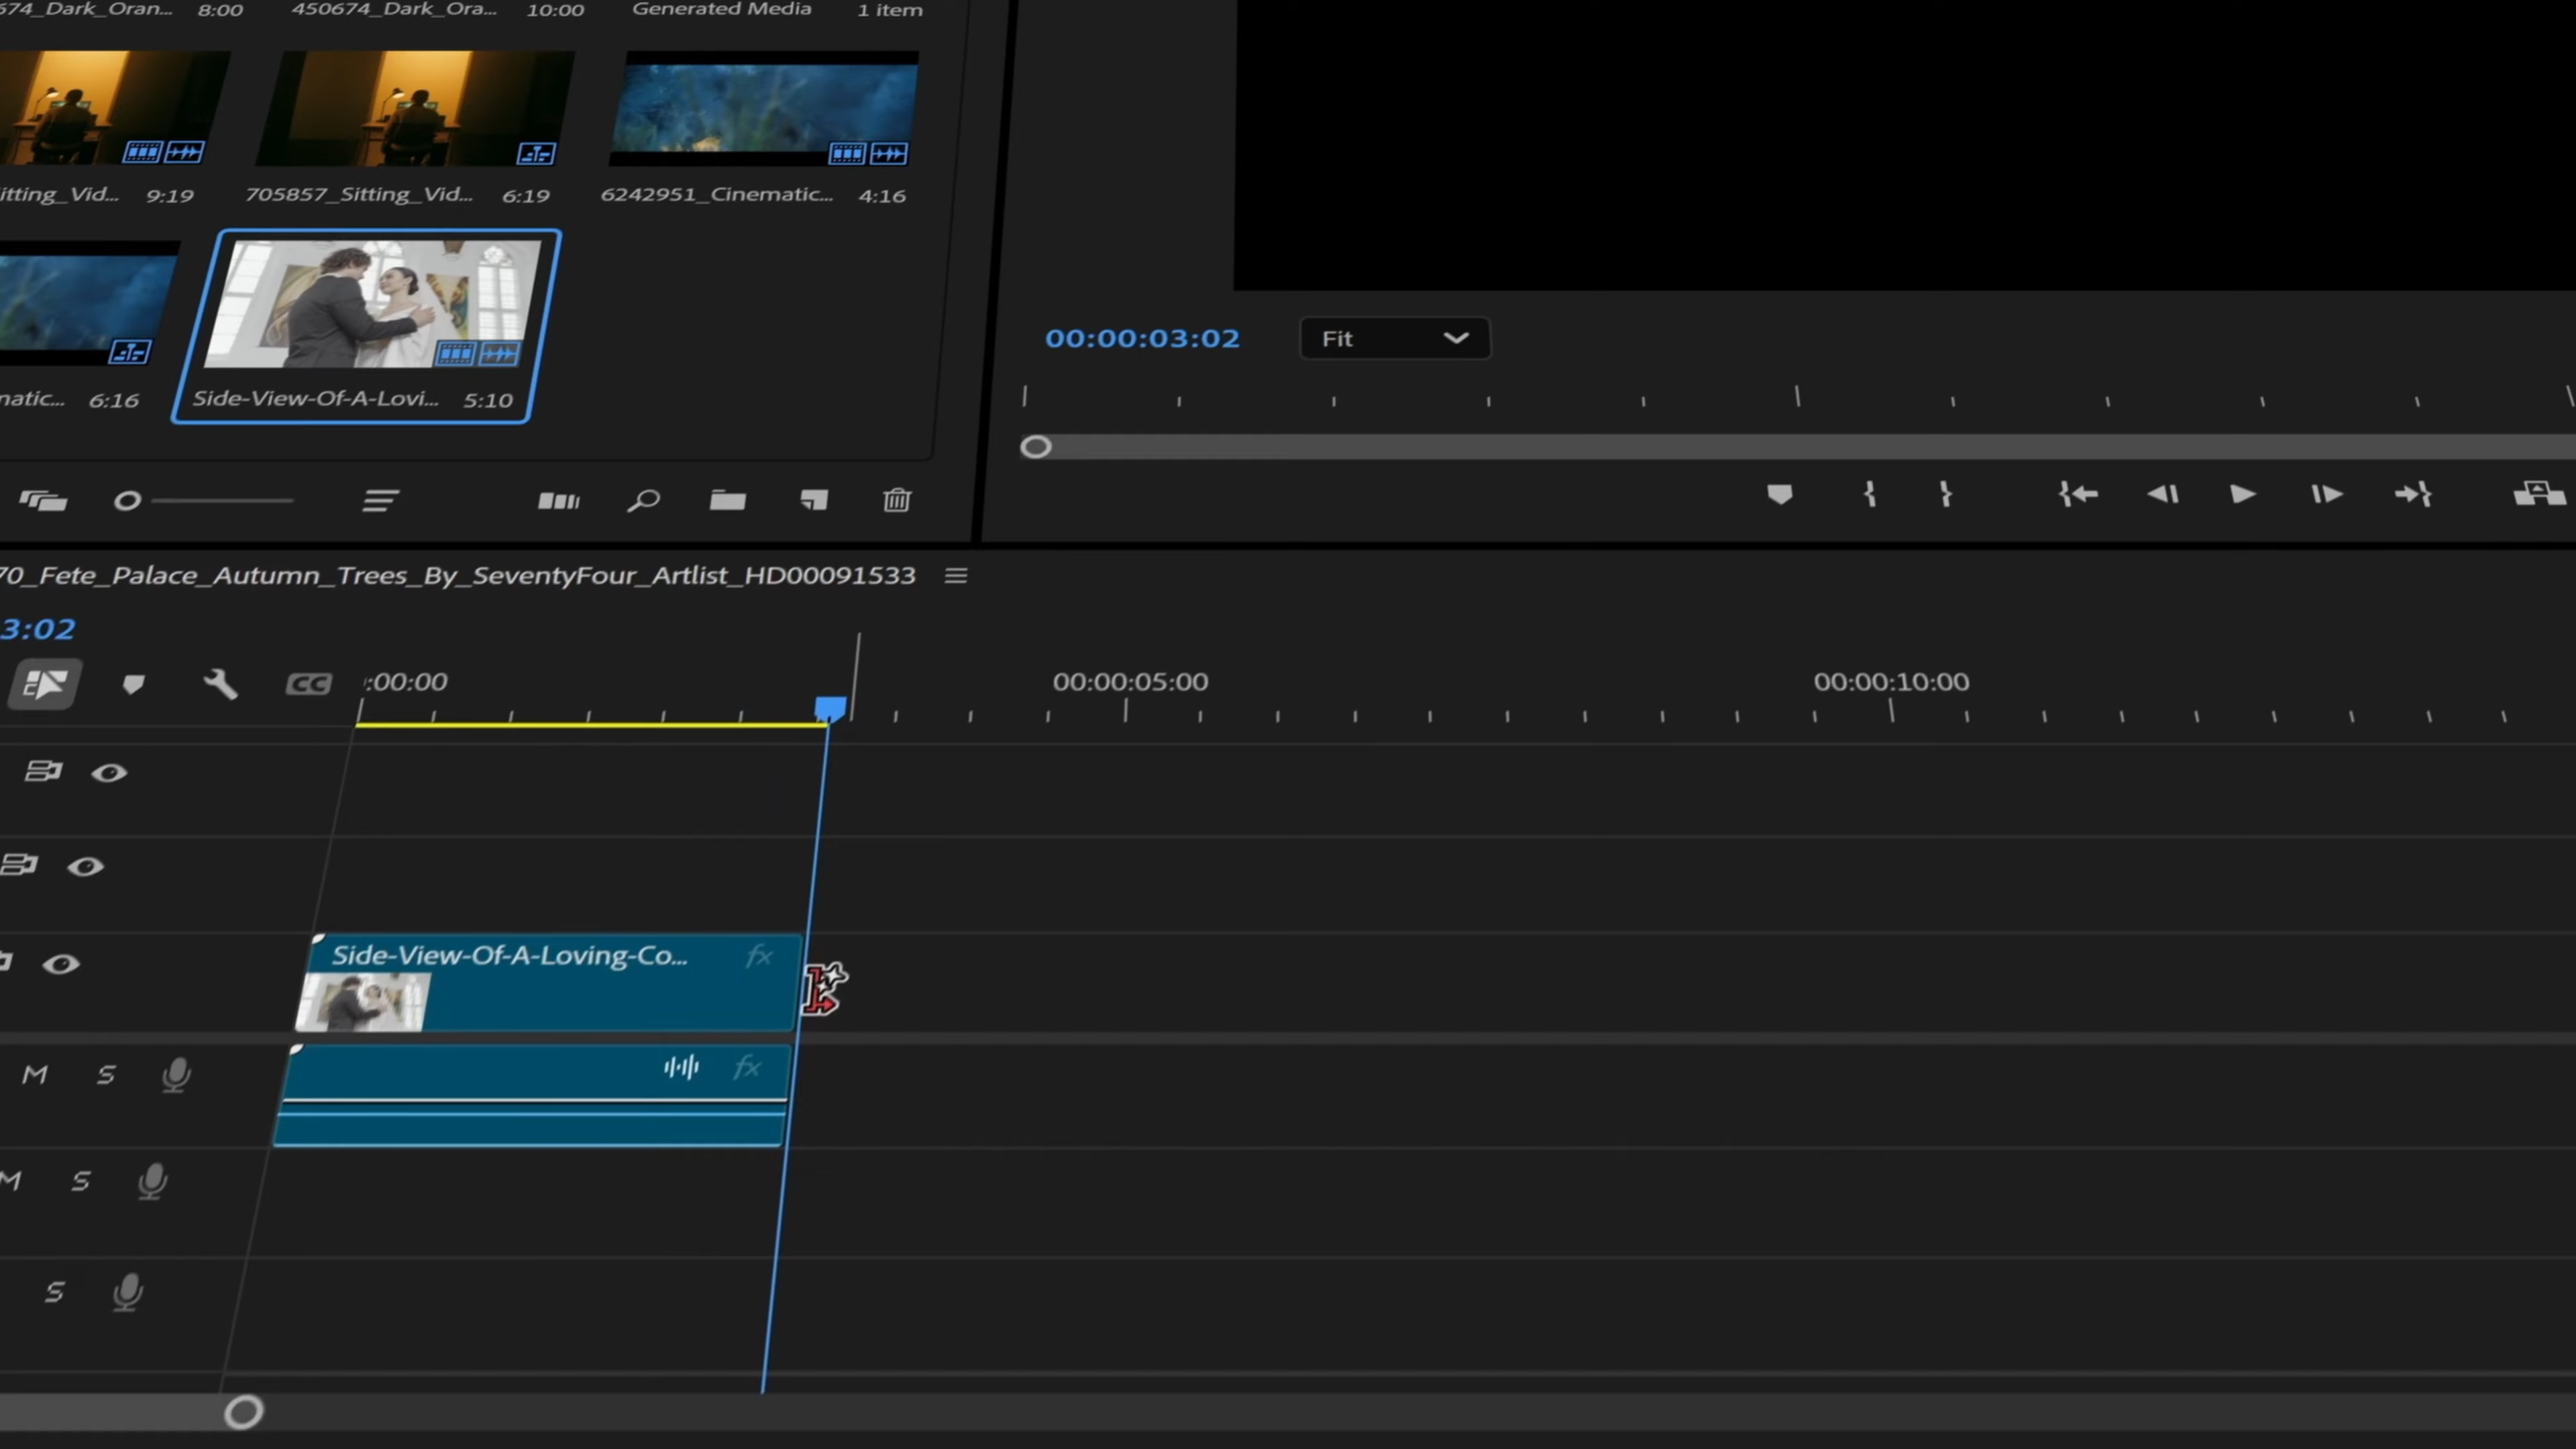 674_Dark_Oran... 8:00
450674_Dark_Ora... 10:00
Generated Media 1 item
itting_Vid... 9:19
705857_Sitting_Vid... 6:19
6242951_Cinematic... 4:16
matic... 6:16
Side-View-Of-A-Lovi... 5:10
00:00:03:02
Fit
70_Fete_Palace_Autumn_Trees_By_SeventyFour_Artlist_HD00091533
3:02
CC
:00:00
00:00:05:00
00:00:10:00
Side-View-Of-A-Loving-Co... fx
M S
fx
M S
S